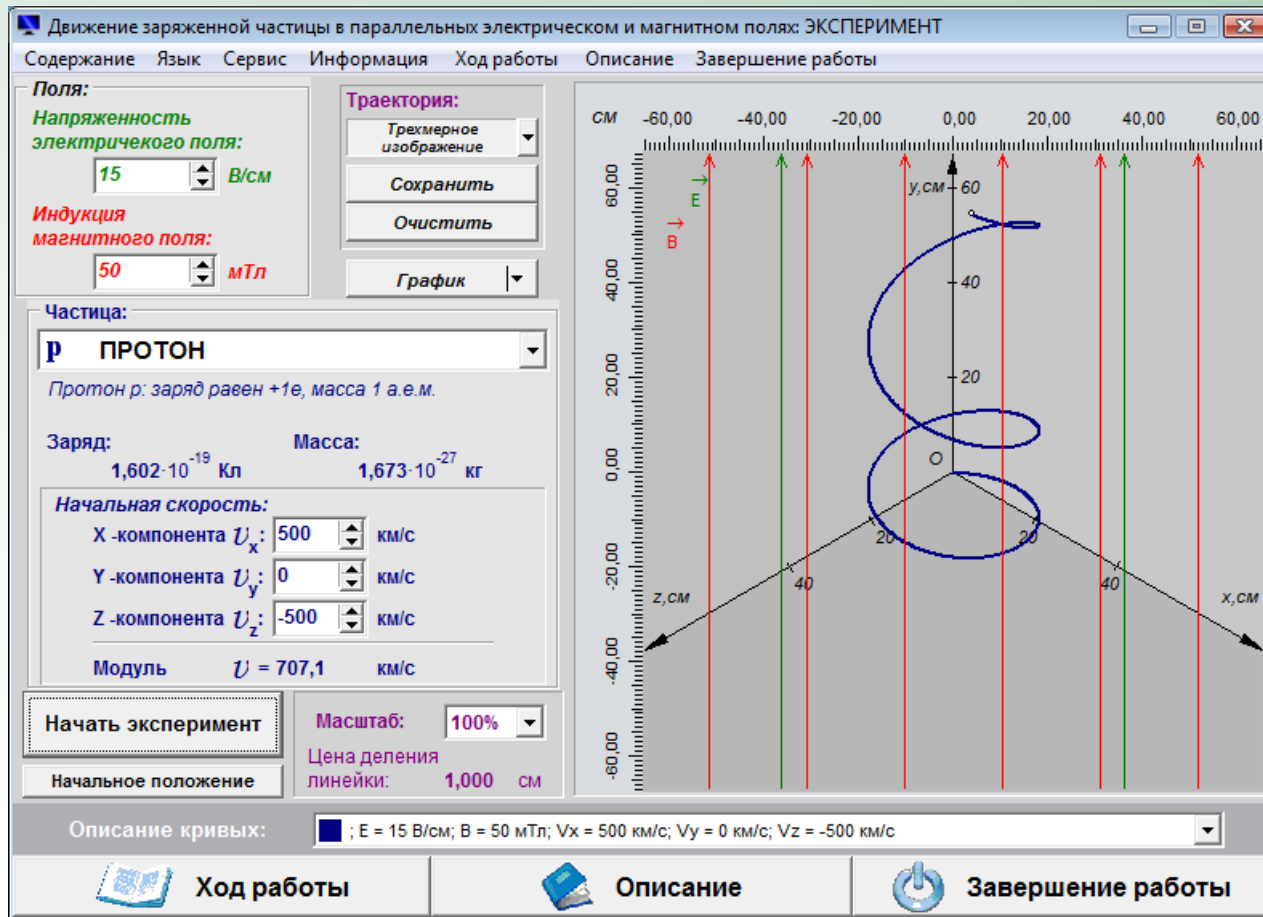 Движение заряженной частицы в параллельных электрическом и магнитном полях: ЭКСПЕРИМЕНТ
Содержание Язык Сервис Информация Ход работы Описание Завершение работы
Поля:
Напряженность
электричекого поля:
15 В/см
Индукция
магнитного поля:
50 мТл
Траектория:
Трехмерное
изображение
Сохранить
Очистить
График
Частица:
p ПРОТОН
Протон p: заряд равен +1e, масса 1 а.е.м.
Заряд: Масса:
1,602·10⁻¹⁹ Кл 1,673·10⁻²⁷ кг
Начальная скорость:
X -компонента υx: 500 км/с
Y -компонента υy: 0 км/с
Z -компонента υz: -500 км/с
Модуль υ = 707,1 км/с
Начать эксперимент
Начальное положение
Масштаб: 100%
Цена деления
линейки: 1,000 см
см -60,00 -40,00 -20,00 0,00 20,00 40,00 60,00
60,00
40,00
20,00
0,00
-20,00
-40,00
-60,00
E
B
y,см 60
40
20
O
20 20
40 40
z,см x,см
Описание кривых: ; E = 15 В/см; B = 50 мТл; Vx = 500 км/с; Vy = 0 км/с; Vz = -500 км/с
Ход работы Описание Завершение работы